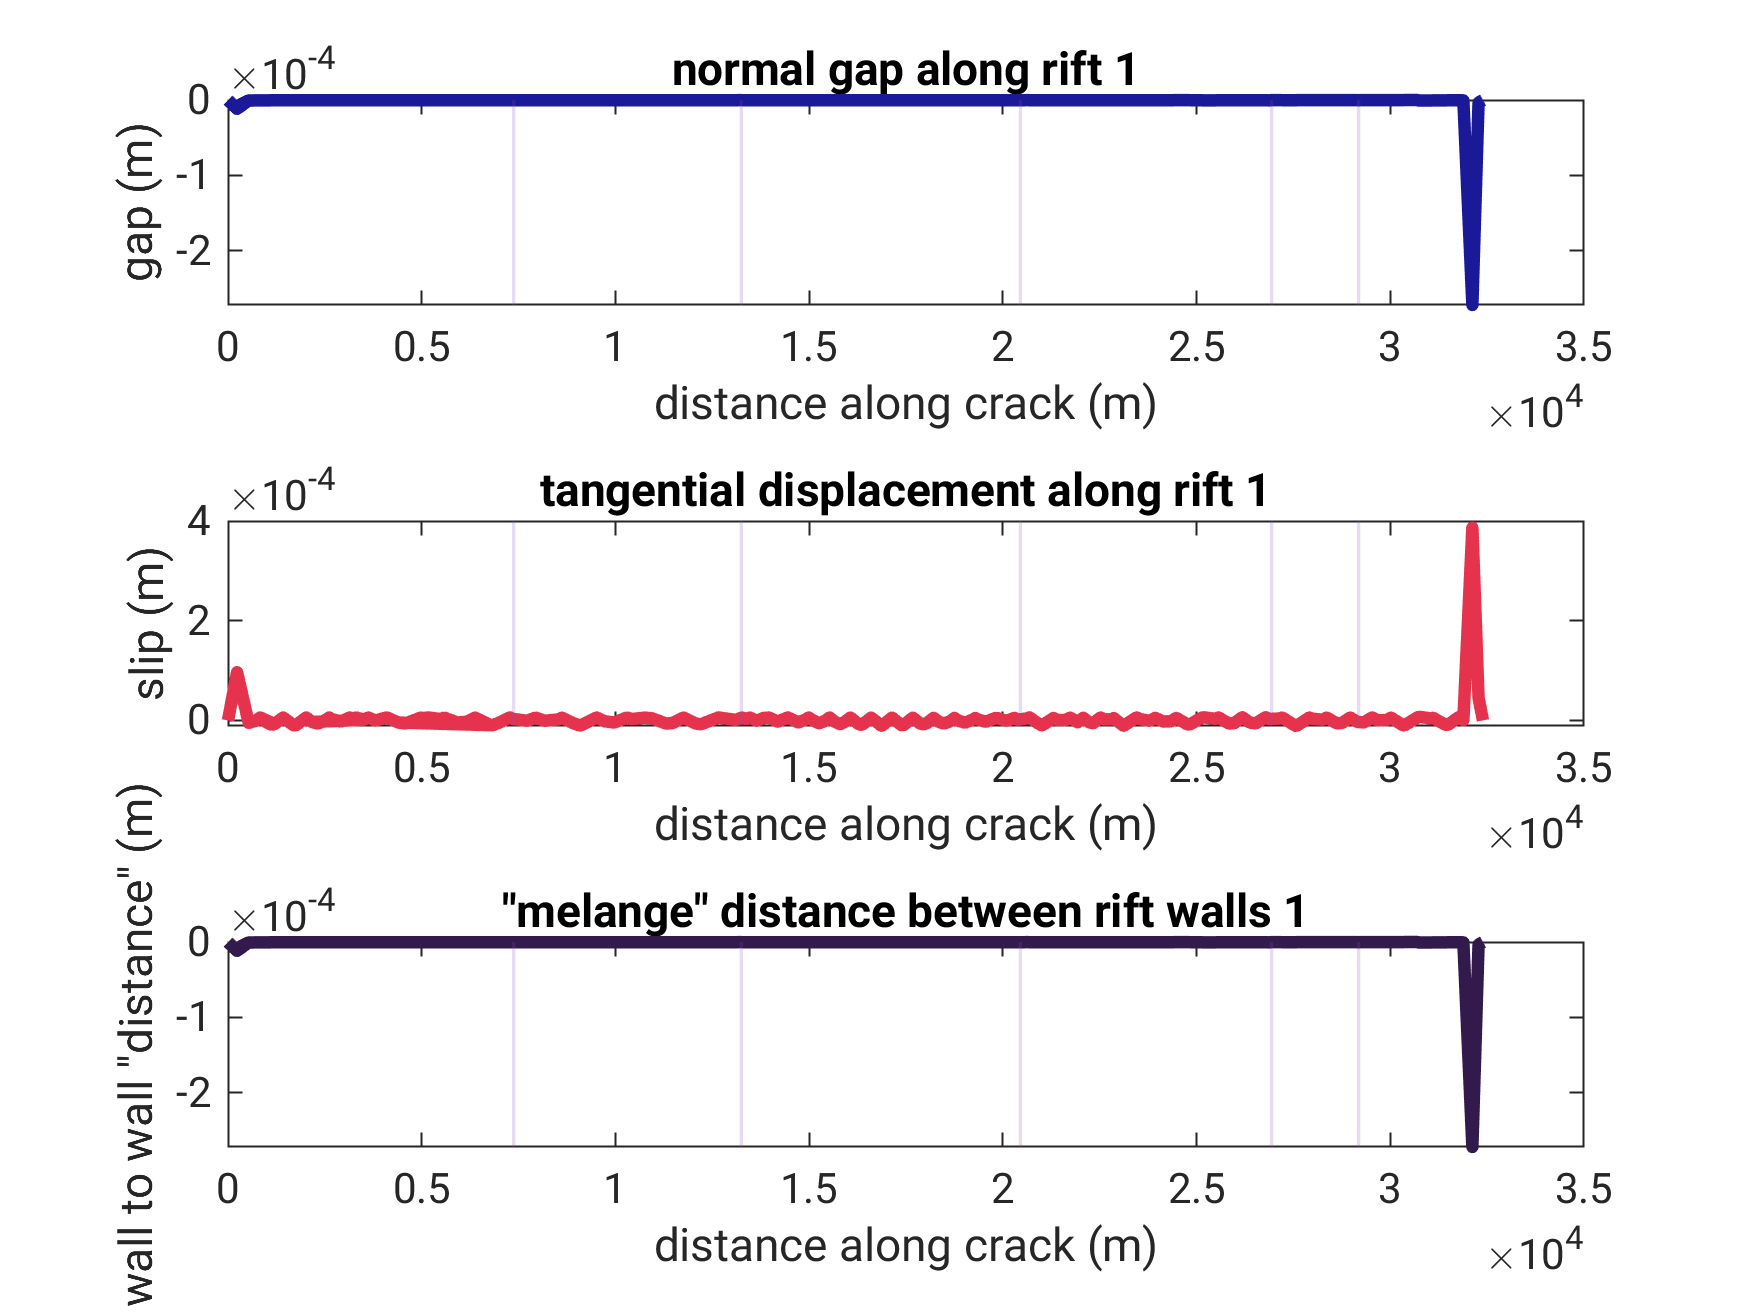 normal gap along rift 1
×10-4
gap (m)
0
-1
-2
0 0.5 1 1.5 2 2.5 3 3.5
distance along crack (m)
×104
tangential displacement along rift 1
×10-4
slip (m)
4
2
0
0 0.5 1 1.5 2 2.5 3 3.5
distance along crack (m)
×104
"melange" distance between rift walls 1
×10-4
wall to wall "distance" (m)
0
-1
-2
0 0.5 1 1.5 2 2.5 3 3.5
distance along crack (m)
×104